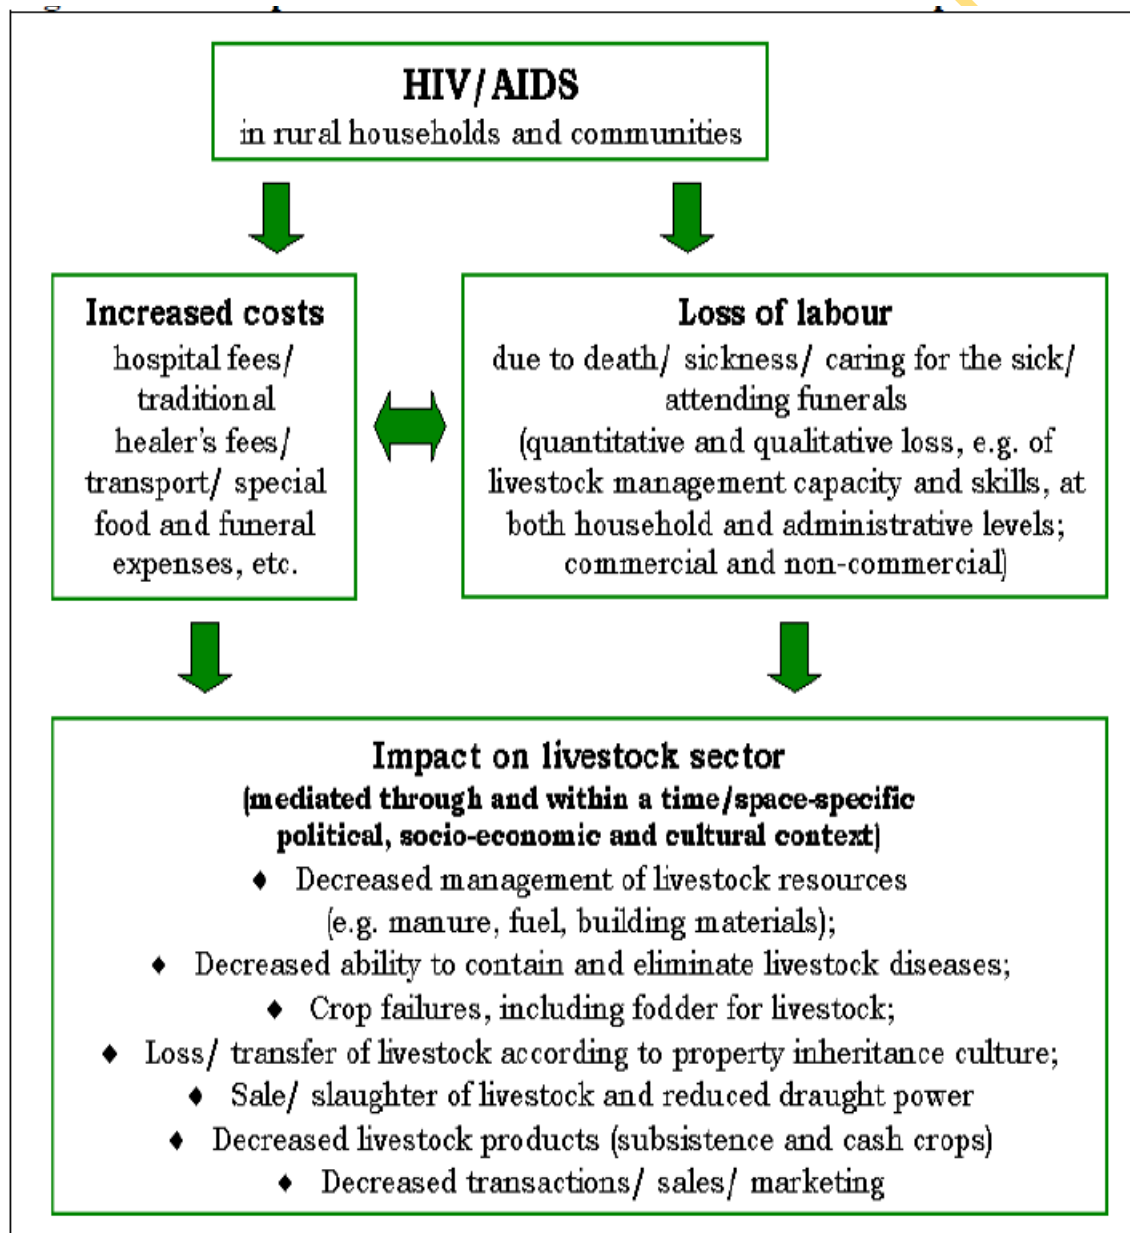 HIV/ AIDS
in rural households and communities
Increased costs
hospital fees/
traditional
healer's fees/
transport/ special
food and funeral
expenses, etc.
Loss of labour
due to death/ sickness/ caring for the sick/
attending funerals
(quantitative and qualitative loss, e.g. of
livestock management capacity and skills, at
both household and administrative levels;
commercial and non-commercial)
Impact on livestock sector
(mediated through and within a time/space-specific
political, socio-economic and cultural context)
♦ Decreased management of livestock resources
(e.g. manure, fuel, building materials);
♦ Decreased ability to contain and eliminate livestock diseases;
♦ Crop failures, including fodder for livestock;
♦ Loss/ transfer of livestock according to property inheritance culture;
♦ Sale/ slaughter of livestock and reduced draught power
♦ Decreased livestock products (subsistence and cash crops)
♦ Decreased transactions/ sales/ marketing